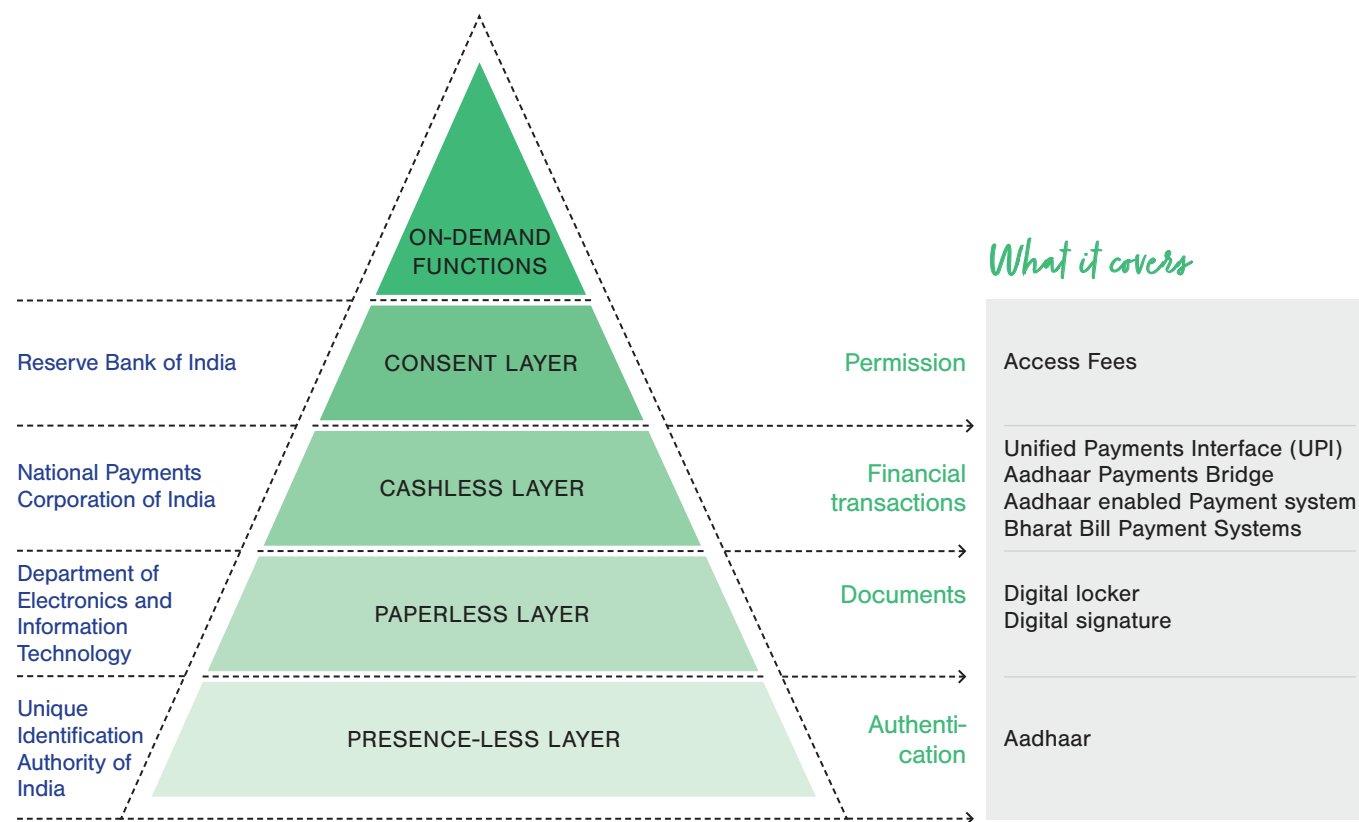 ON-DEMAND
FUNCTIONS
What it covers
Reserve Bank of India
CONSENT LAYER
Permission
Access Fees
National Payments
Corporation of India
CASHLESS LAYER
Financial
transactions
Unified Payments Interface (UPI)
Aadhaar Payments Bridge
Aadhaar enabled Payment system
Bharat Bill Payment Systems
Department of
Electronics and
Information
Technology
PAPERLESS LAYER
Documents
Digital locker
Digital signature
Unique
Identification
Authority of
India
PRESENCE-LESS LAYER
Authenti-
cation
Aadhaar